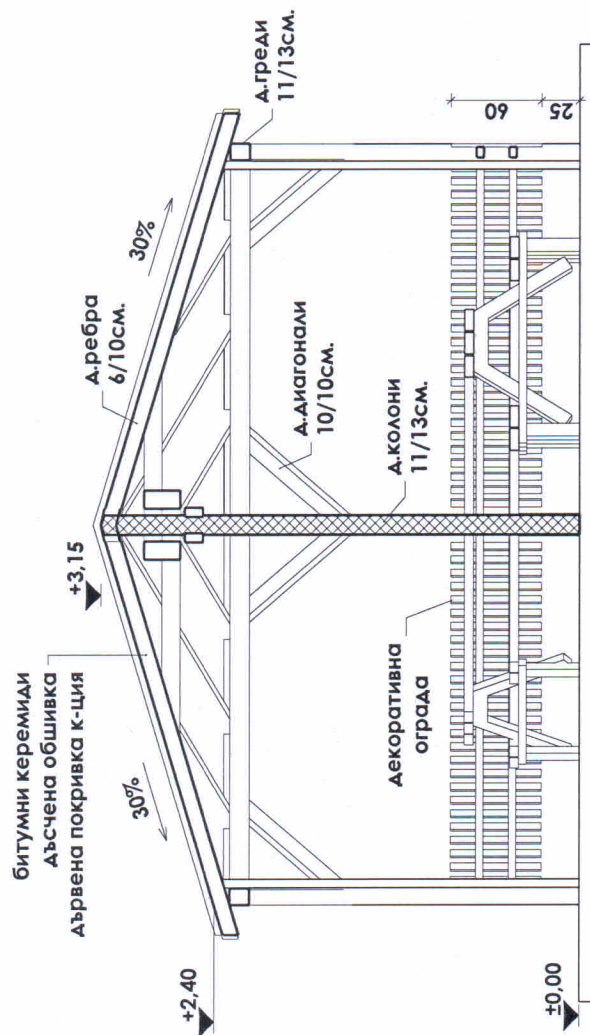 битумни керемиди
дъсчена обшивка
дървена покривка к-ция
30%
+3,15
д.ребра
6/10см.
30%
д.греди
11/13см.
+2,40
д.диагонали
10/10см.
д.колони
11/13см.
декоративна
ограда
60
25
±0,00